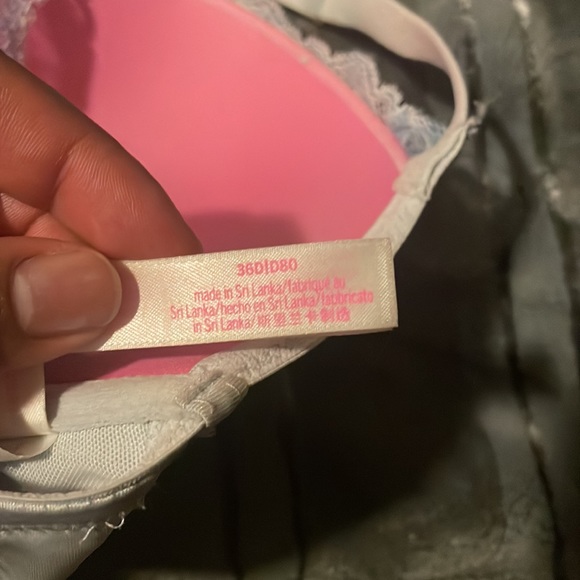 36D|D80
made in Sri Lanka/fabriqué au
Sri Lanka/hecho en Sri Lanka/fabbricato
in Sri Lanka/斯里兰卡制造